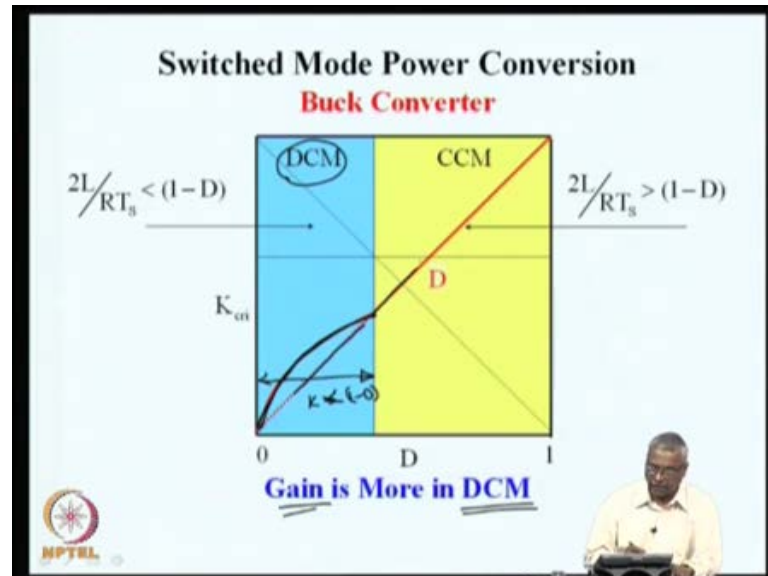 Switched Mode Power Conversion
Buck Converter
DCM
CCM
2L/RTs < (1-D)
2L/RTs > (1-D)
D
Kcri
K < (1-D)
0
D
1
Gain is More in DCM
NPTEL